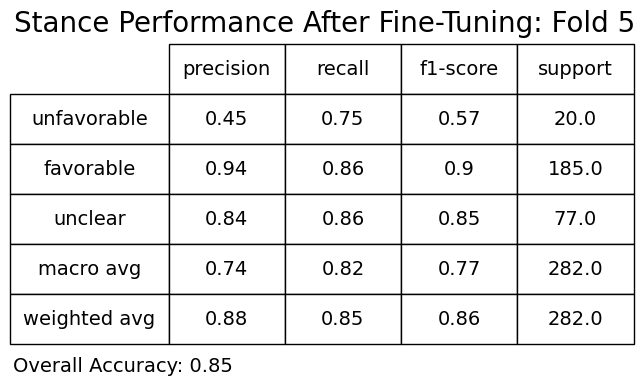 Stance Performance After Fine-Tuning: Fold 5
precision recall f1-score support
unfavorable 0.45 0.75 0.57 20.0
favorable 0.94 0.86 0.9 185.0
unclear 0.84 0.86 0.85 77.0
macro avg 0.74 0.82 0.77 282.0
weighted avg 0.88 0.85 0.86 282.0
Overall Accuracy: 0.85